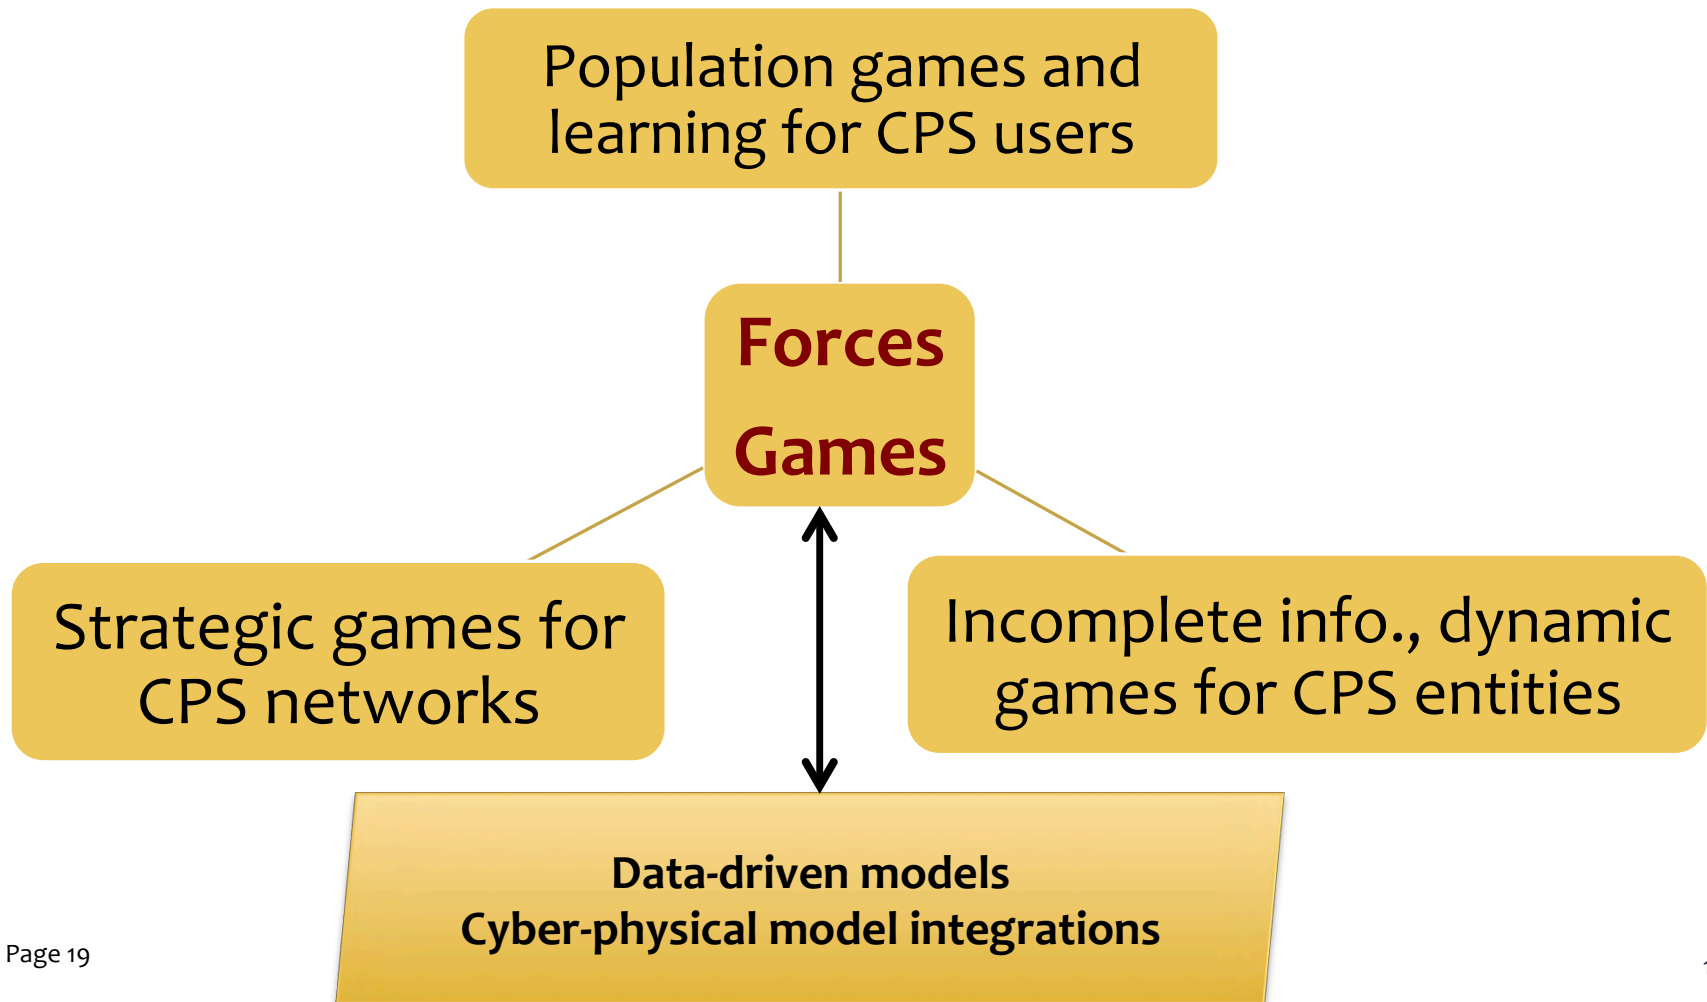 Population games and
learning for CPS users
Forces
Games
Strategic games for
CPS networks
Incomplete info., dynamic
games for CPS entities
Data-driven models
Cyber-physical model integrations
Page 19